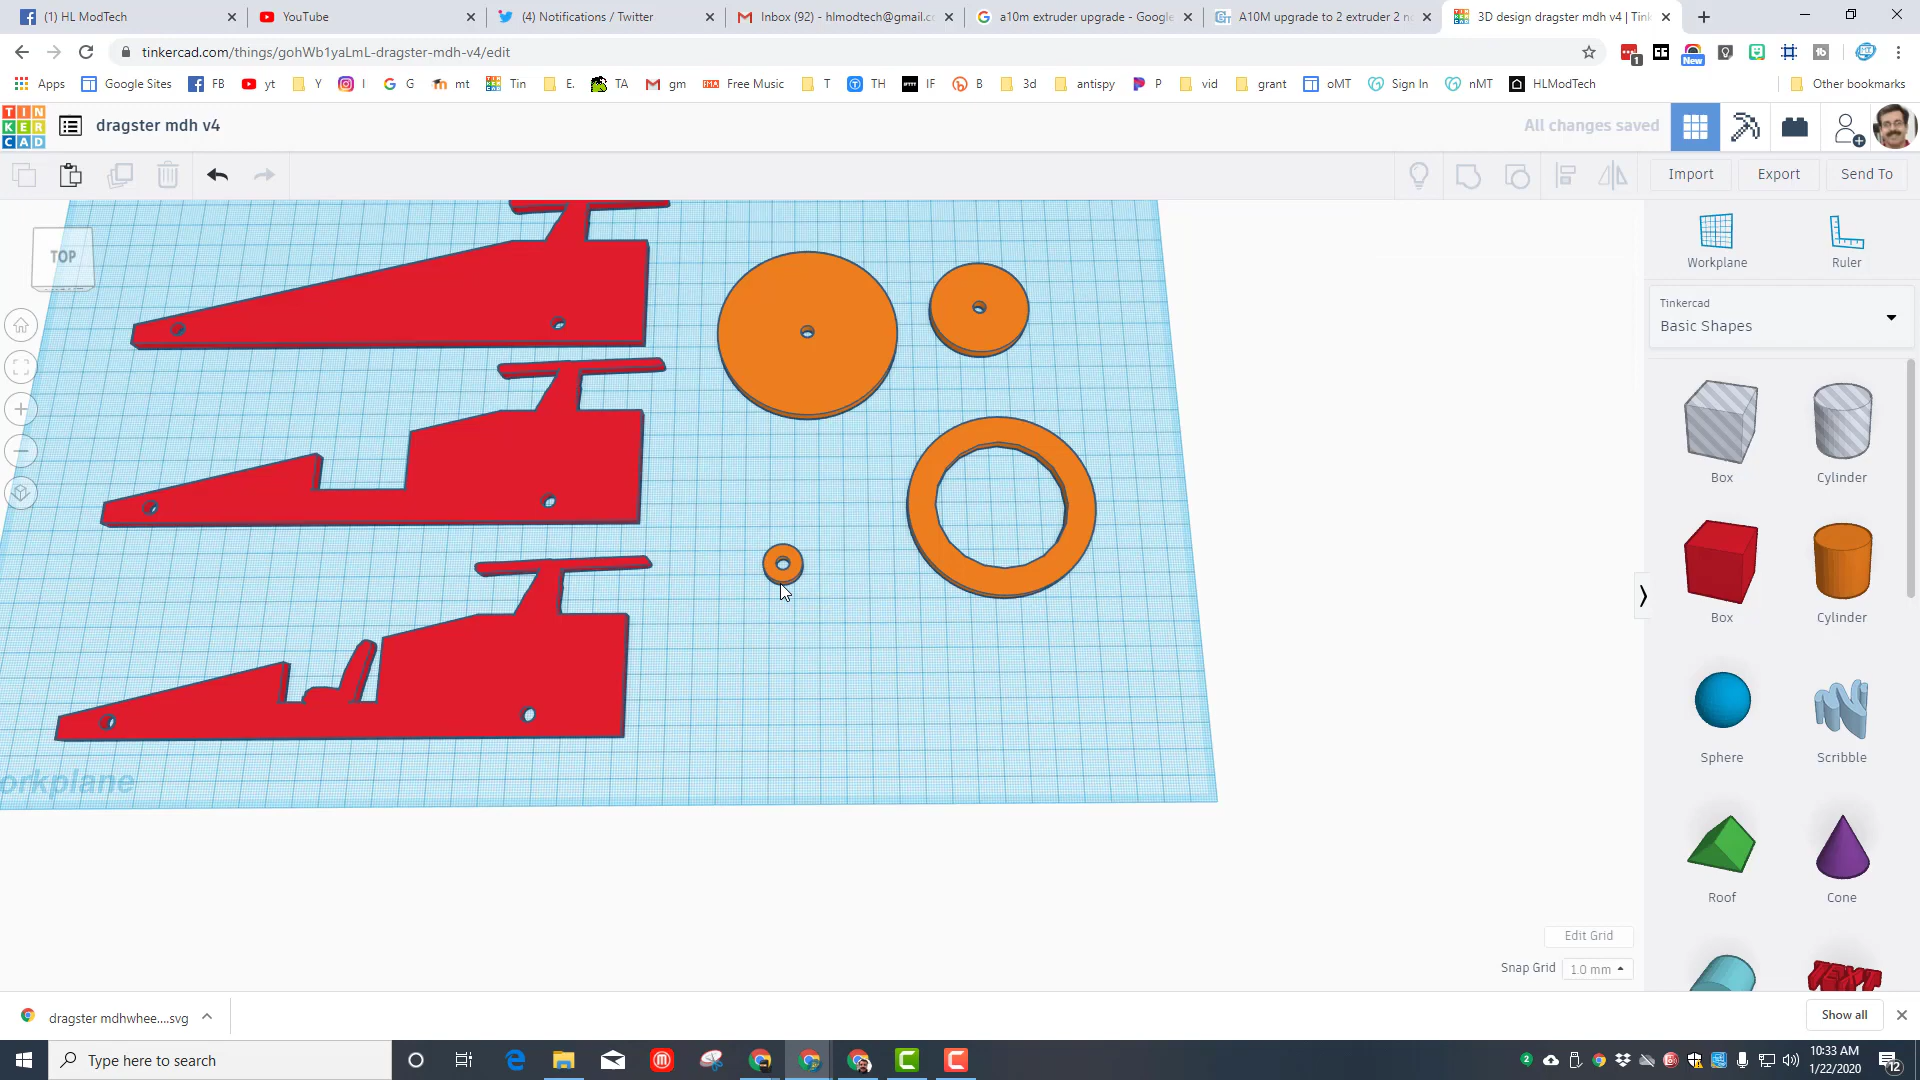 (1) HL ModTech
YouTube
(4) Notifications / Twitter
Inbox (92) - hlmodtech@gmail.c
a10m extruder upgrade - Google
A10M upgrade to 2 extruder 2 n
3D design dragster mdh v4 | Tin
tinkercad.com/things/gohWb1yaLmL-dragster-mdh-v4/edit
1
New
Apps
Google Sites
FB
yt
Y
I
G
mt
Tin
E.
TA
gm
Free Music
T
TH
IF
B
3d
antispy
P
vid
grant
oMT
Sign In
nMT
HLModTech
Other bookmarks
TIN
KER
CAD
dragster mdh v4
All changes saved
Import
Export
Send To
TOP
Workplane
Ruler
Tinkercad
Basic Shapes
Box
Cylinder
Box
Cylinder
Sphere
Scribble
Roof
Cone
TEXT
orkplane
Edit Grid
Snap Grid
1.0 mm
dragster mdhwhee....svg
Show all
Type here to search
10:33 AM
1/22/2020
12